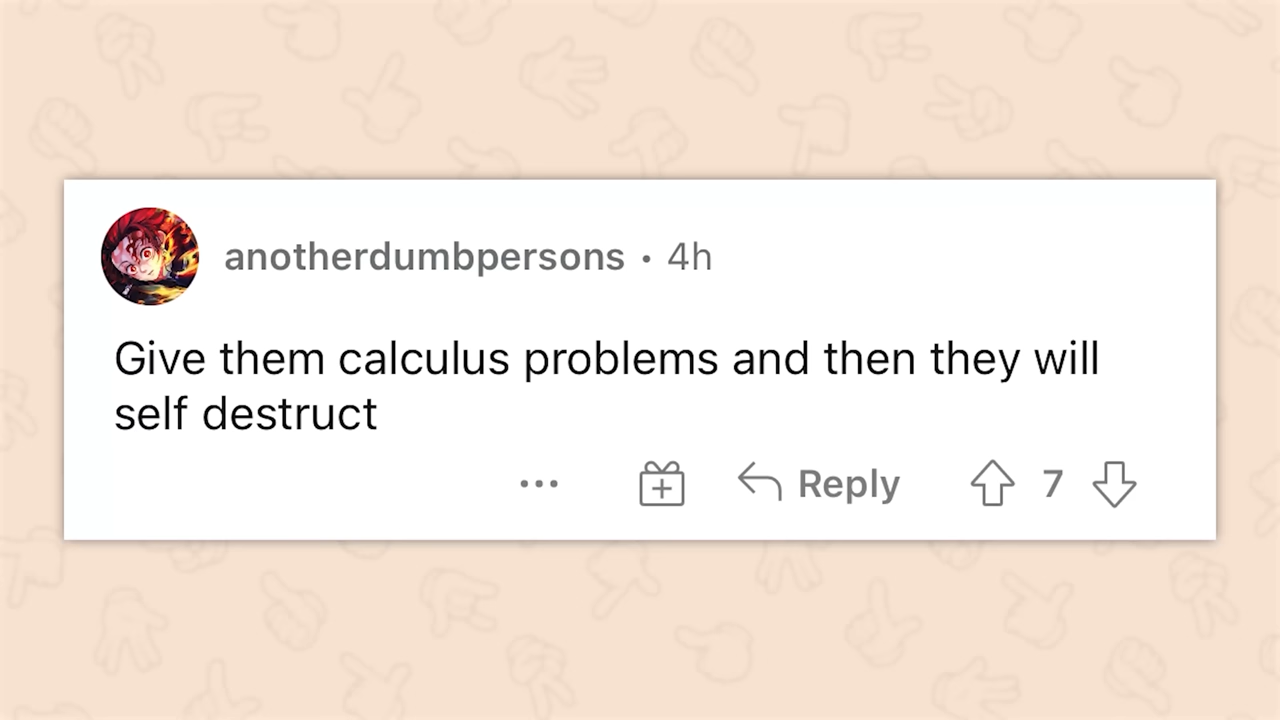 anotherdumbpersons · 4h
Give them calculus problems and then they will
self destruct
Reply 7